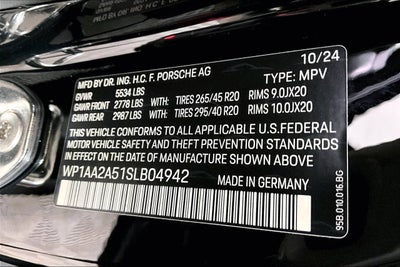 10/24
MFD BY DR. ING. H.C. F. PORSCHE AG
GVWR 5534 LBS TYPE: MPV
GAWR FRONT 2778 LBS WITH: TIRES 265/45 R20 RIMS 9.0JX20
GAWR REAR 2987 LBS WITH: TIRES 295/40 R20 RIMS 10.0JX20
THIS VEHICLE CONFORMS TO ALL APPLICABLE U.S.FEDERAL
MOTOR VEHICLE SAFETY AND THEFT PREVENTION STANDARDS
IN EFFECT ON THE DATE OF MANUFACTURE SHOWN ABOVE.
WP1AA2A51SLB04942 MADE IN GERMANY
95B.010.016.BG